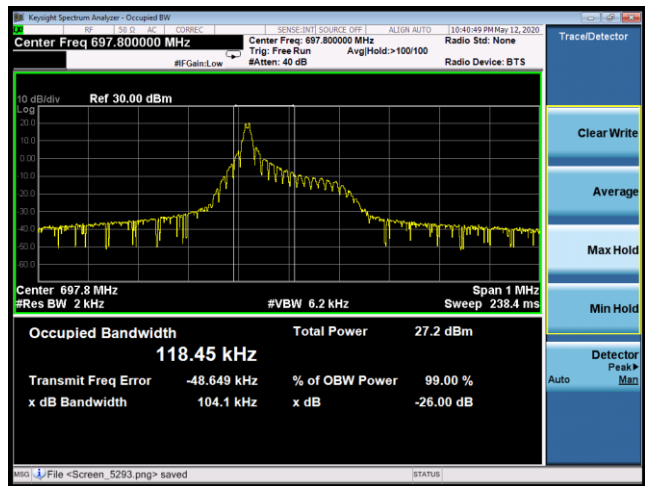 Keysight Spectrum Analyzer - Occupied BW
RF 50 Ω AC CORREC SENSE:INT SOURCE OFF ALIGN AUTO 10:40:49 PM May 12, 2020
Center Freq 697.800000 MHz
Center Freq: 697.800000 MHz Radio Std: None
Trig: Free Run Avg|Hold:>100/100
#IFGain:Low #Atten: 40 dB Radio Device: BTS
Trace/Detector
10 dB/div Ref 30.00 dBm
Log
20.0
10.0
0.00
-10.0
-20.0
-30.0
-40.0
-50.0
-60.0
Center 697.8 MHz Span 1 MHz
#Res BW 2 kHz #VBW 6.2 kHz Sweep 238.4 ms
Occupied Bandwidth Total Power 27.2 dBm
118.45 kHz
Transmit Freq Error -48.649 kHz % of OBW Power 99.00 %
x dB Bandwidth 104.1 kHz x dB -26.00 dB
Clear Write
Average
Max Hold
Min Hold
Detector
Peak▶
Auto Man
MSG File <Screen_5293.png> saved STATUS